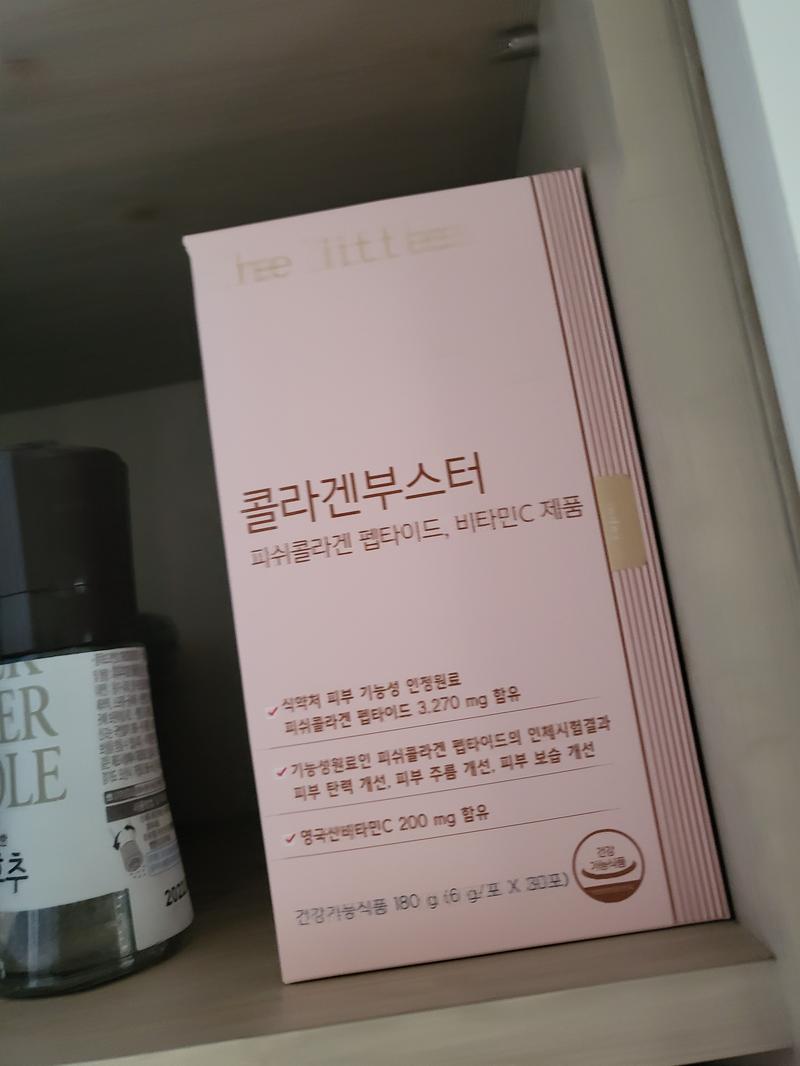 콜라겐부스터
피쉬콜라겐 펩타이드, 비타민C 제품
식약처 피부 기능성 인정원료
피쉬콜라겐 펩타이드 3,270 mg 함유
기능성원료인 피쉬콜라겐 펩타이드의 인체시험결과
피부 탄력 개선, 피부 주름 개선, 피부 보습 개선
영국산비타민C 200 mg 함유
건강기능식품 180 g (6 g/포 X 30포)
건강
기능식품
ER
OLE
추